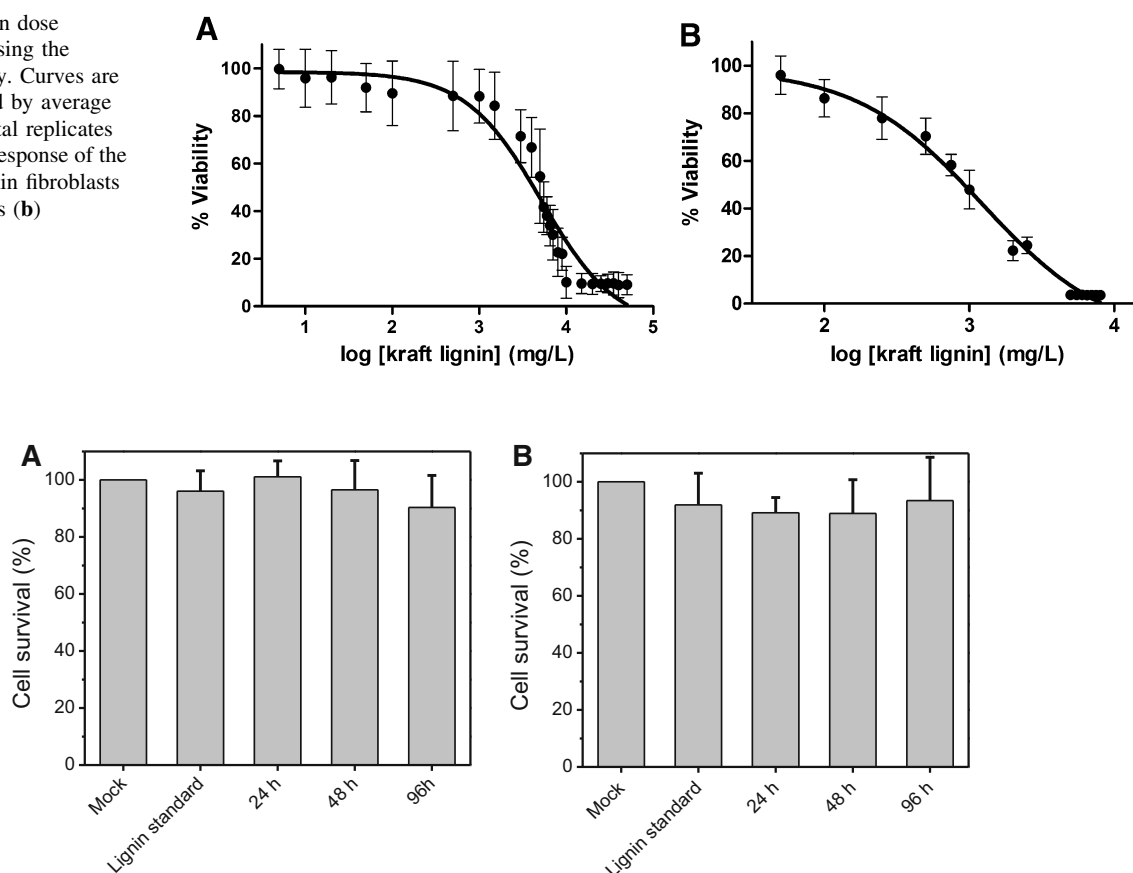 n dose
sing the
y. Curves are
d by average
tal replicates
esponse of the
in fibroblasts
s (b)
A
% Viability
100
80
60
40
20
0
1
2
3
4
5
log [kraft lignin] (mg/L)
B
% Viability
100
80
60
40
20
0
2
3
4
log [kraft lignin] (mg/L)
A
Cell survival (%)
100
80
60
40
20
0
Mock
Lignin standard
24 h
48 h
96h
B
Cell survival (%)
100
80
60
40
20
0
Mock
Lignin standard
24 h
48 h
96 h